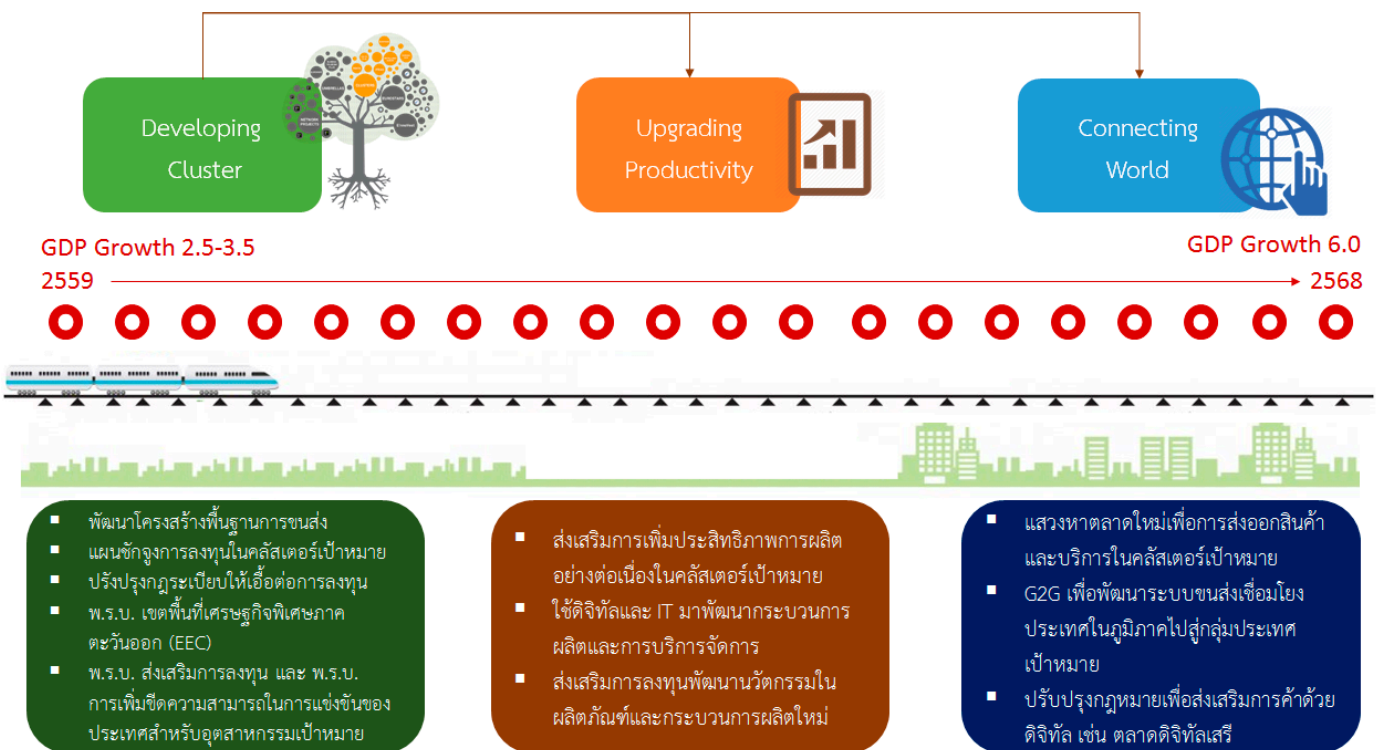 Developing
Cluster
UMBRELLAS
CLUSTERS
NETWORK
PROJECTS
Upgrading
Productivity
Connecting
World
GDP Growth 2.5-3.5
GDP Growth 6.0
2559
2568
▪ พัฒนาโครงสร้างพื้นฐานการขนส่ง
▪ แผนชักจูงการลงทุนในคลัสเตอร์เป้าหมาย
▪ ปรังปรุงกฎระเบียบให้เอื้อต่อการลงทุน
▪ พ.ร.บ. เขตพื้นที่เศรษฐกิจพิเศษภาค
ตะวันออก (EEC)
▪ พ.ร.บ. ส่งเสริมการลงทุน และ พ.ร.บ.
การเพิ่มขีดความสามารถในการแข่งขันของ
ประเทศสำหรับอุตสาหกรรมเป้าหมาย
▪ ส่งเสริมการเพิ่มประสิทธิภาพการผลิต
อย่างต่อเนื่องในคลัสเตอร์เป้าหมาย
▪ ใช้ดิจิทัลและ IT มาพัฒนากระบวนการ
ผลิตและการบริการจัดการ
▪ ส่งเสริมการลงทุนพัฒนานวัตกรรมใน
ผลิตภัณฑ์และกระบวนการผลิตใหม่
▪ แสวงหาตลาดใหม่เพื่อการส่งออกสินค้า
และบริการในคลัสเตอร์เป้าหมาย
▪ G2G เพื่อพัฒนาระบบขนส่งเชื่อมโยง
ประเทศในภูมิภาคไปสู่กลุ่มประเทศ
เป้าหมาย
▪ ปรับปรุงกฎหมายเพื่อส่งเสริมการค้าด้วย
ดิจิทัล เช่น ตลาดดิจิทัลเสรี